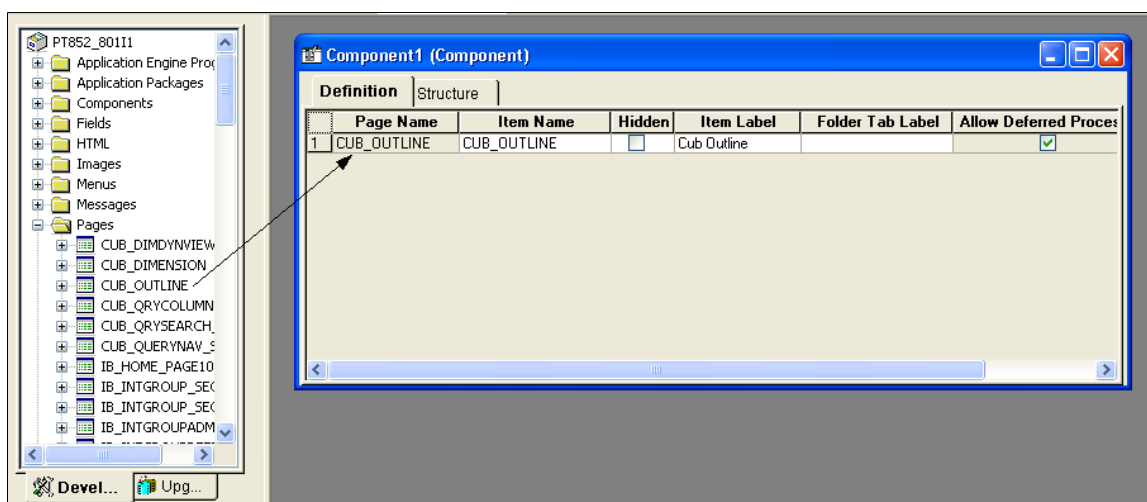 PT852_801I1
Application Engine Prog
Application Packages
Components
Fields
HTML
Images
Menus
Messages
Pages
CUB_DIMDYNVIEW
CUB_DIMENSION
CUB_OUTLINE
CUB_QRYCOLUMN
CUB_QRYSEARCH_
CUB_QUERYNAV_S
IB_HOME_PAGE10
IB_INTGROUP_SEC
IB_INTGROUP_SEC
IB_INTGROUPADM
Devel...
Upg...
Component1 (Component)
Definition Structure
Page Name Item Name Hidden Item Label Folder Tab Label Allow Deferred Proces
1 CUB_OUTLINE CUB_OUTLINE Cub Outline